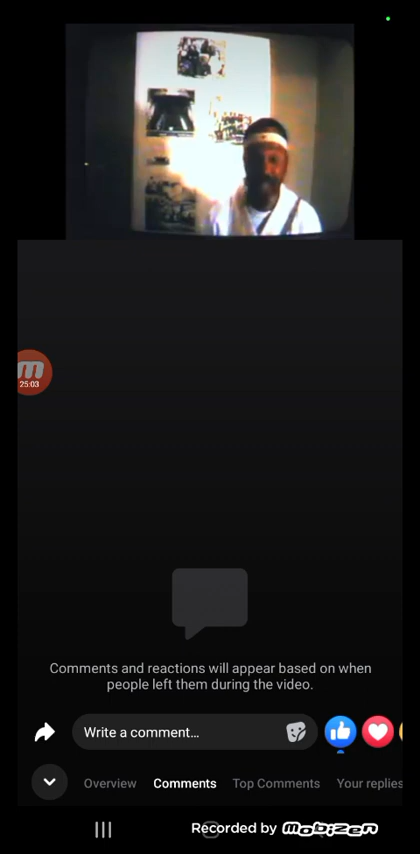 25:03
Comments and reactions will appear based on when
people left them during the video.
Write a comment...
Overview Comments Top Comments Your replies
Recorded by Mobizen